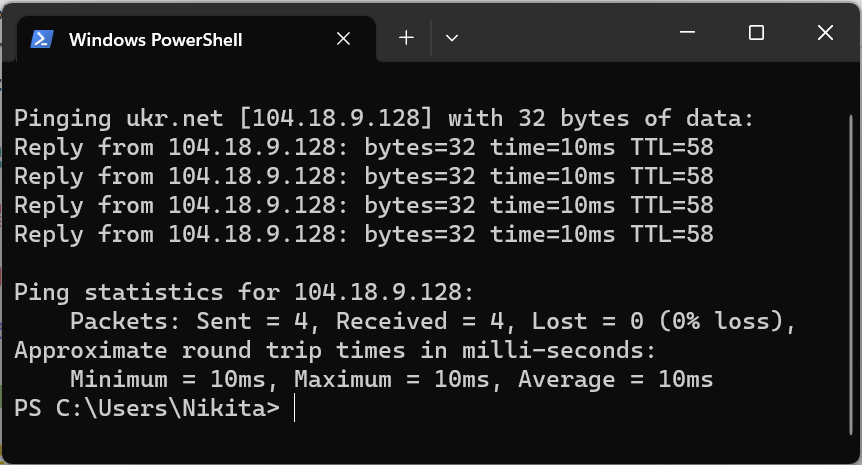 Windows PowerShell
Pinging ukr.net [104.18.9.128] with 32 bytes of data:
Reply from 104.18.9.128: bytes=32 time=10ms TTL=58
Reply from 104.18.9.128: bytes=32 time=10ms TTL=58
Reply from 104.18.9.128: bytes=32 time=10ms TTL=58
Reply from 104.18.9.128: bytes=32 time=10ms TTL=58
Ping statistics for 104.18.9.128:
    Packets: Sent = 4, Received = 4, Lost = 0 (0% loss),
Approximate round trip times in milli-seconds:
    Minimum = 10ms, Maximum = 10ms, Average = 10ms
PS C:\Users\Nikita>